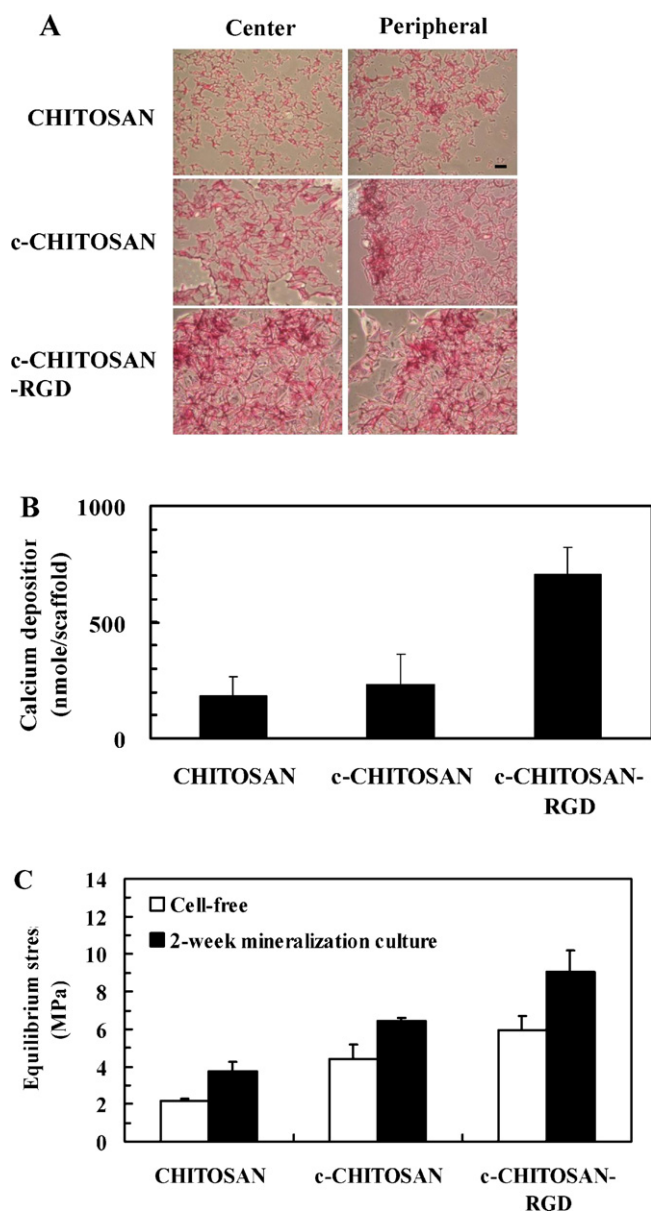 A
Center Peripheral
CHITOSAN
c-CHITOSAN
c-CHITOSAN
-RGD
B
Calcium deposition
(nmole/scaffold)
1000
500
0
CHITOSAN c-CHITOSAN c-CHITOSAN-
RGD
C
Equilibrium stres
(MPa)
14
12
10
8
6
4
2
0
Cell-free
2-week mineralization culture
CHITOSAN c-CHITOSAN c-CHITOSAN-
RGD